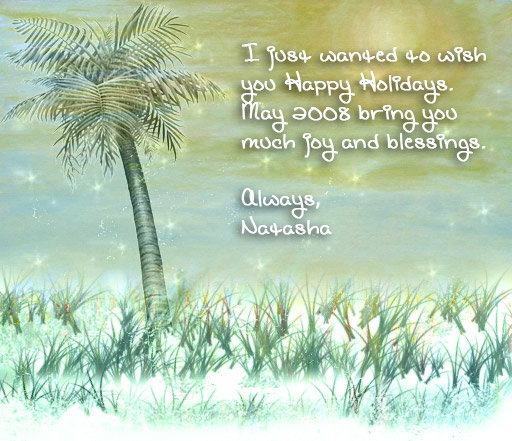 I just wanted to wish
you Happy Holidays.
May 2008 bring you
much joy and blessings.
Always,
Natasha